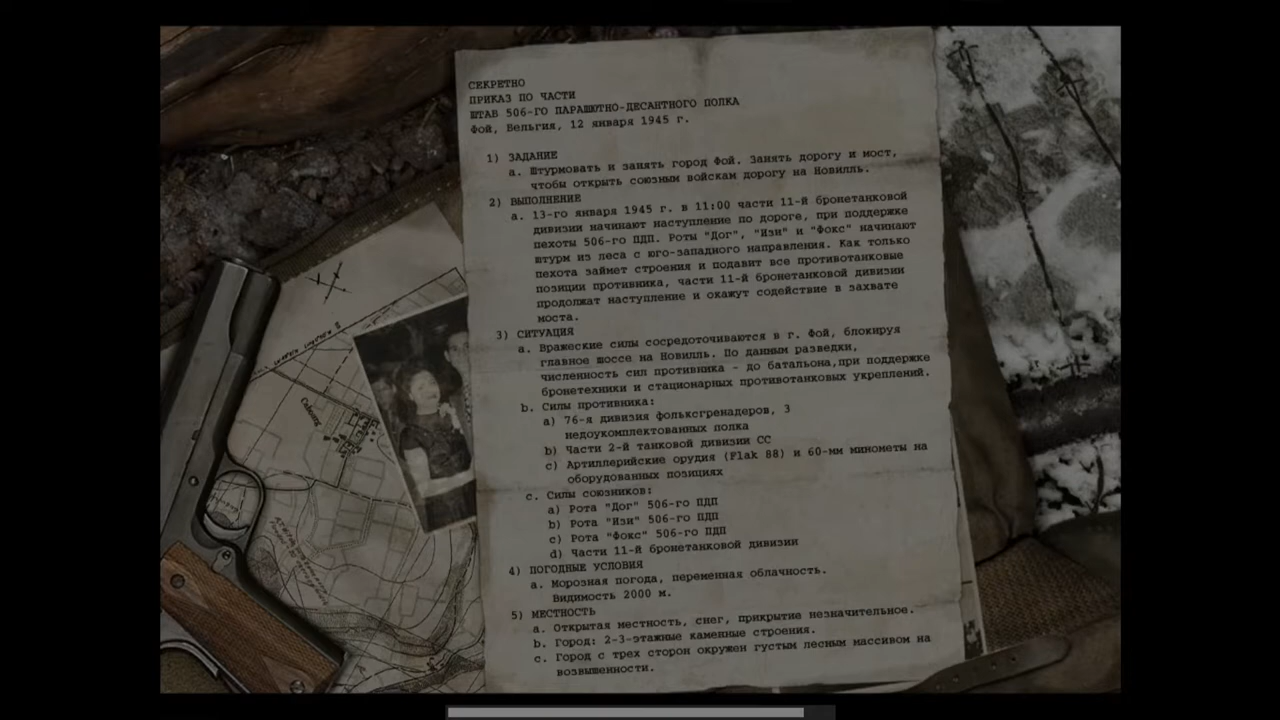 СЕКРЕТНО
ПРИКАЗ ПО ЧАСТИ
ШТАБ 506-ГО ПАРАШЮТНО-ДЕСАНТНОГО ПОЛКА
Фой, Бельгия, 12 января 1945 г.
1) ЗАДАНИЕ
a. Штурмовать и занять город Фой. Занять дорогу и мост,
чтобы открыть союзным войскам дорогу на Новилль.
2) ВЫПОЛНЕНИЕ
a. 13-го января 1945 г. в 11:00 части 11-й бронетанковой
дивизии начинают наступление по дороге, при поддержке
пехоты 506-го ПДП. Роты "Дог", "Изи" и "Фокс" начинают
штурм из леса с юго-западного направления. Как только
пехота займет строения и подавит все противотанковые
позиции противника, части 11-й бронетанковой дивизии
продолжат наступление и окажут содействие в захвате
моста.
3) СИТУАЦИЯ
a. Вражеские силы сосредоточиваются в г. Фой, блокируя
главное шоссе на Новилль. По данным разведки,
численность сил противника - до батальона,при поддержке
бронетехники и стационарных противотанковых укреплений.
b. Силы противника:
a) 76-я дивизия фольксгренадеров, 3
недоукомплектованных полка
b) Части 2-й танковой дивизии СС
c) Артиллерийские орудия (Flak 88) и 60-мм минометы на
оборудованных позициях
c. Силы союзников:
a) Рота "Дог" 506-го ПДП
b) Рота "Изи" 506-го ПДП
c) Рота "Фокс" 506-го ПДП
d) Части 11-й бронетанковой дивизии
4) ПОГОДНЫЕ УСЛОВИЯ
a. Морозная погода, переменная облачность.
Видимость 2000 м.
5) МЕСТНОСТЬ
a. Открытая местность, снег, прикрытие незначительное.
b. Город: 2-3-этажные каменные строения.
c. Город с трех сторон окружен густым лесным массивом на
возвышенности.